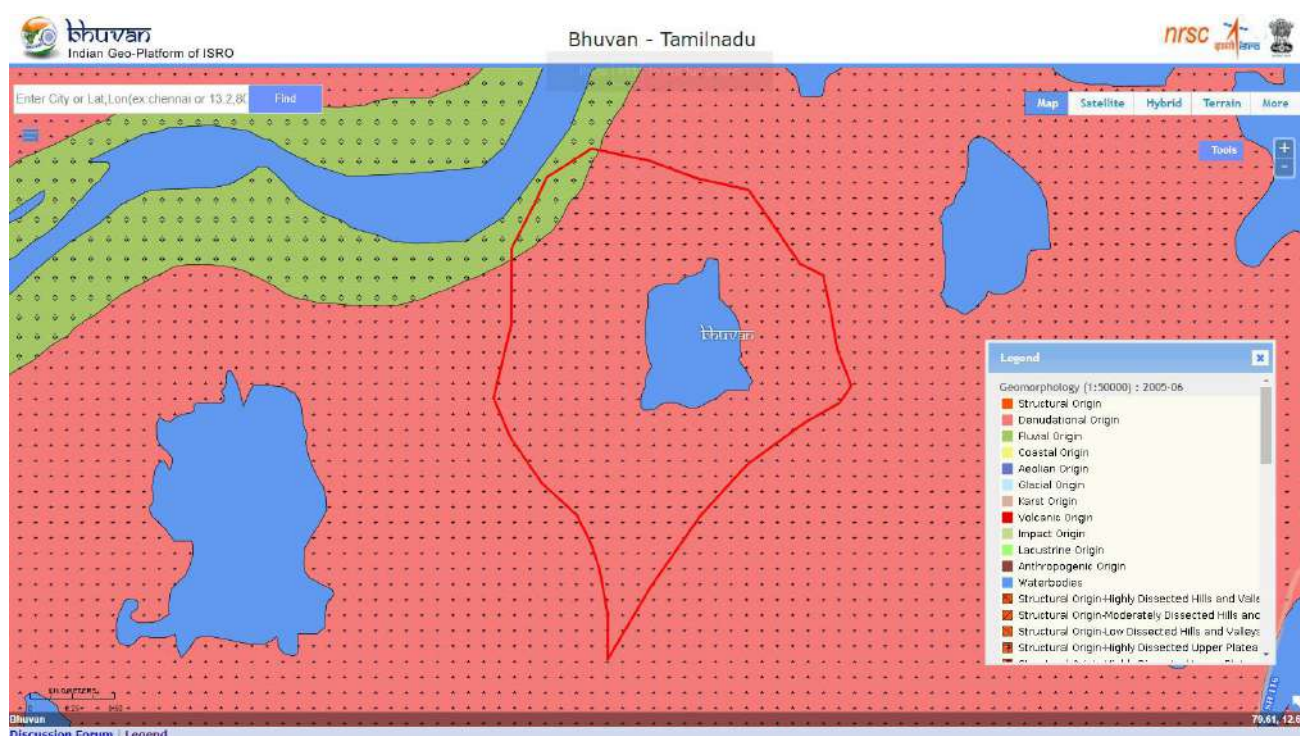 bhuvan
Indian Geo-Platform of ISRO
Bhuvan - Tamilnadu
nrsc
Enter City or Lat,Lon(ex:chennai or 13.2,80
Find
Map Satellite Hybrid Terrain More
Tools
+
-
bhuvan
Legend
Geomorphology (1:50000) : 2005-06
Structural Origin
Denudational Origin
Fluvial Origin
Coastal Origin
Aeolian Origin
Glacial Origin
Karst Origin
Volcanic Origin
Impact Origin
Lacustrine Origin
Anthropogenic Origin
Waterbodies
Structural Origin-Highly Dissected Hills and Valle
Structural Origin-Moderately Dissected Hills and
Structural Origin-Low Dissected Hills and Valleys
Structural Origin-Highly Dissected Upper Platea
KILOMETERS
Bhuvan
79.61, 12.6
Discussion Forum | Legend